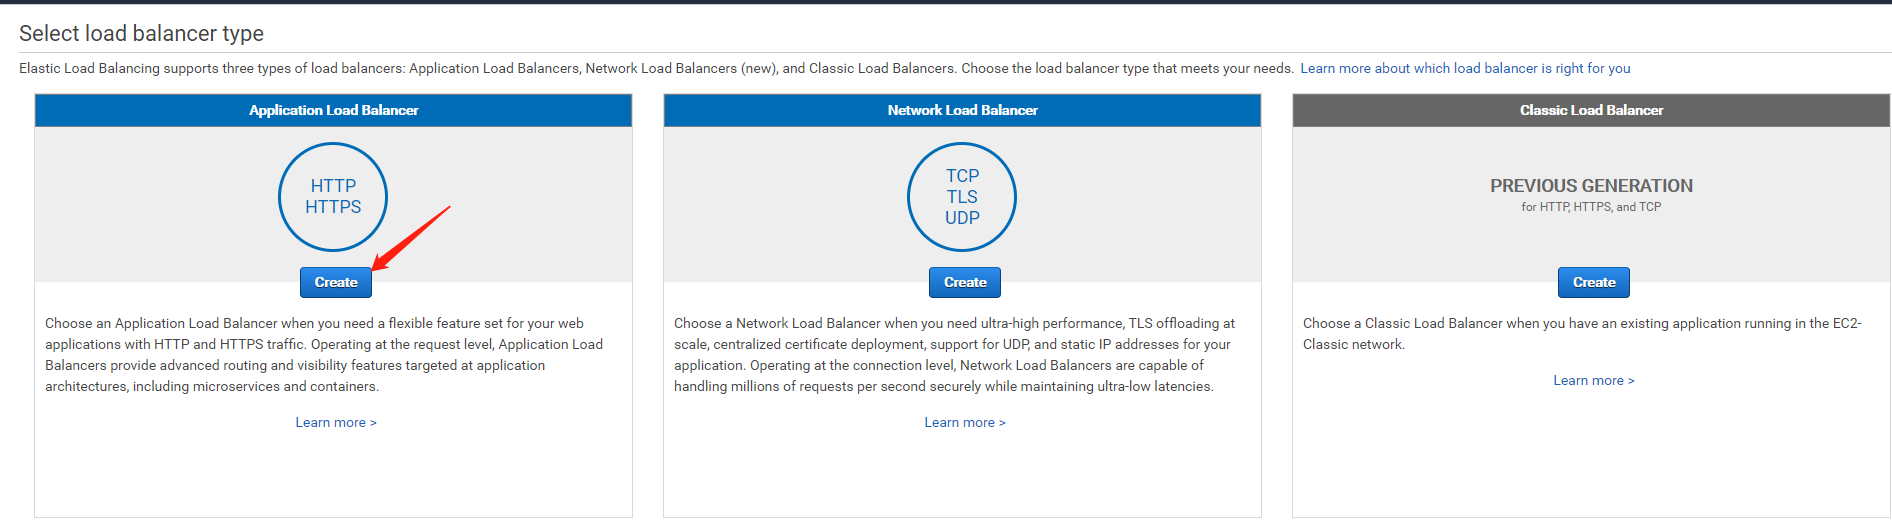 Select load balancer type
Elastic Load Balancing supports three types of load balancers: Application Load Balancers, Network Load Balancers (new), and Classic Load Balancers. Choose the load balancer type that meets your needs. Learn more about which load balancer is right for you
Application Load Balancer
HTTP
HTTPS
Create
Choose an Application Load Balancer when you need a flexible feature set for your web
applications with HTTP and HTTPS traffic. Operating at the request level, Application Load
Balancers provide advanced routing and visibility features targeted at application
architectures, including microservices and containers.
Learn more >
Network Load Balancer
TCP
TLS
UDP
Create
Choose a Network Load Balancer when you need ultra-high performance, TLS offloading at
scale, centralized certificate deployment, support for UDP, and static IP addresses for your
application. Operating at the connection level, Network Load Balancers are capable of
handling millions of requests per second securely while maintaining ultra-low latencies.
Learn more >
Classic Load Balancer
PREVIOUS GENERATION
for HTTP, HTTPS, and TCP
Create
Choose a Classic Load Balancer when you have an existing application running in the EC2-
Classic network.
Learn more >